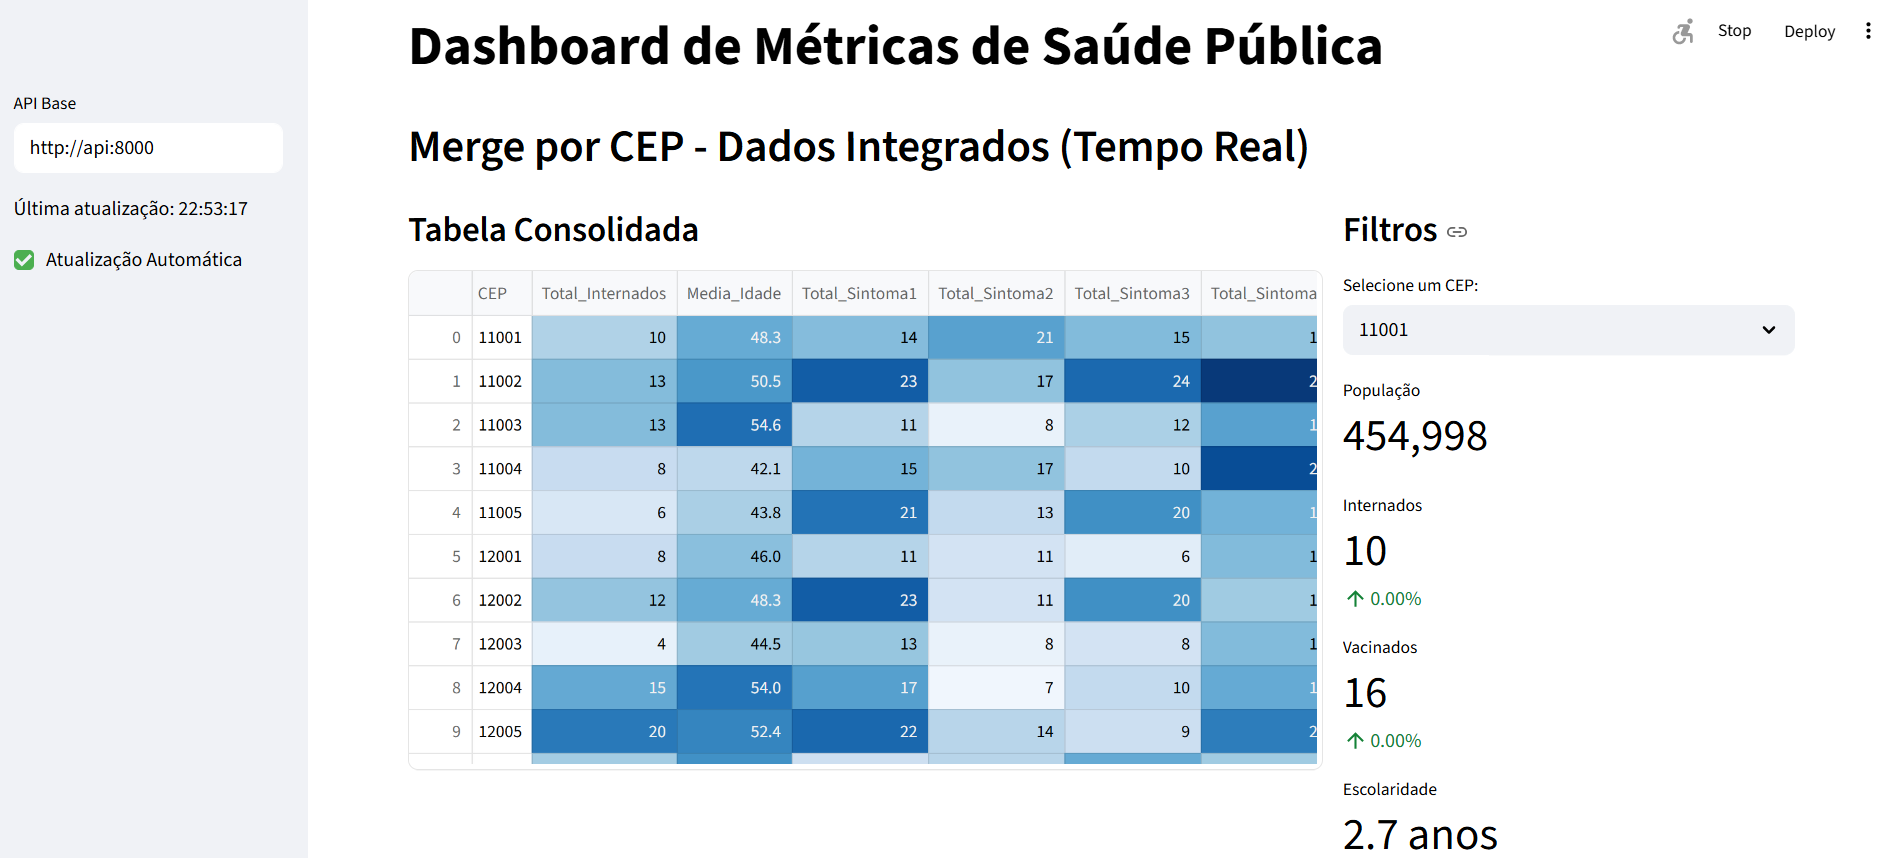 Stop
Deploy
API Base
http://api:8000
Última atualização: 22:53:17
Atualização Automática
Dashboard de Métricas de Saúde Pública
Merge por CEP - Dados Integrados (Tempo Real)
Tabela Consolidada
CEP Total_Internados Media_Idade Total_Sintoma1 Total_Sintoma2 Total_Sintoma3 Total_Sintoma
0 11001 10 48.3 14 21 15 1
1 11002 13 50.5 23 17 24 2
2 11003 13 54.6 11 8 12 1
3 11004 8 42.1 15 17 10 2
4 11005 6 43.8 21 13 20 1
5 12001 8 46.0 11 11 6 1
6 12002 12 48.3 23 11 20 1
7 12003 4 44.5 13 8 8 1
8 12004 15 54.0 17 7 10 1
9 12005 20 52.4 22 14 9 2
Filtros
Selecione um CEP:
11001
População
454,998
Internados
10
0.00%
Vacinados
16
0.00%
Escolaridade
2.7 anos